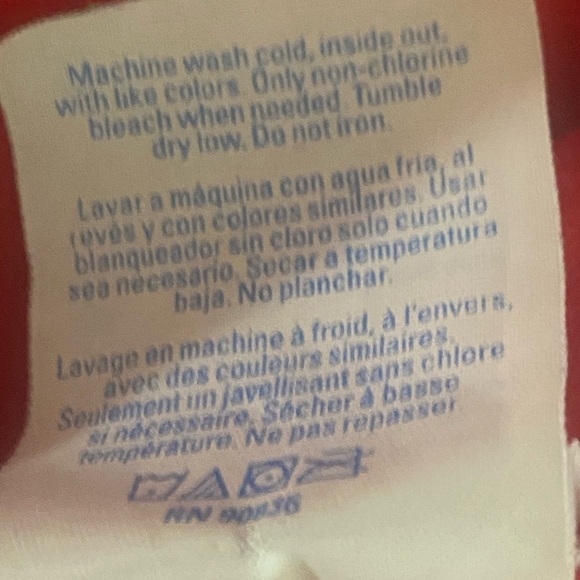 Machine wash cold, inside out,
with like colors. Only non-chlorine
bleach when needed. Tumble
dry low. Do not iron.
Lavar a máquina con agua fría, al
revés y con colores similares. Usar
blanqueador sin cloro solo cuando
sea necesario. Secar a temperatura
baja. No planchar.
Lavage en machine à froid, à l'envers,
avec des couleurs similaires.
Seulement un javellisant sans chlore
si nécessaire. Sécher à basse
température. Ne pas repasser
RN